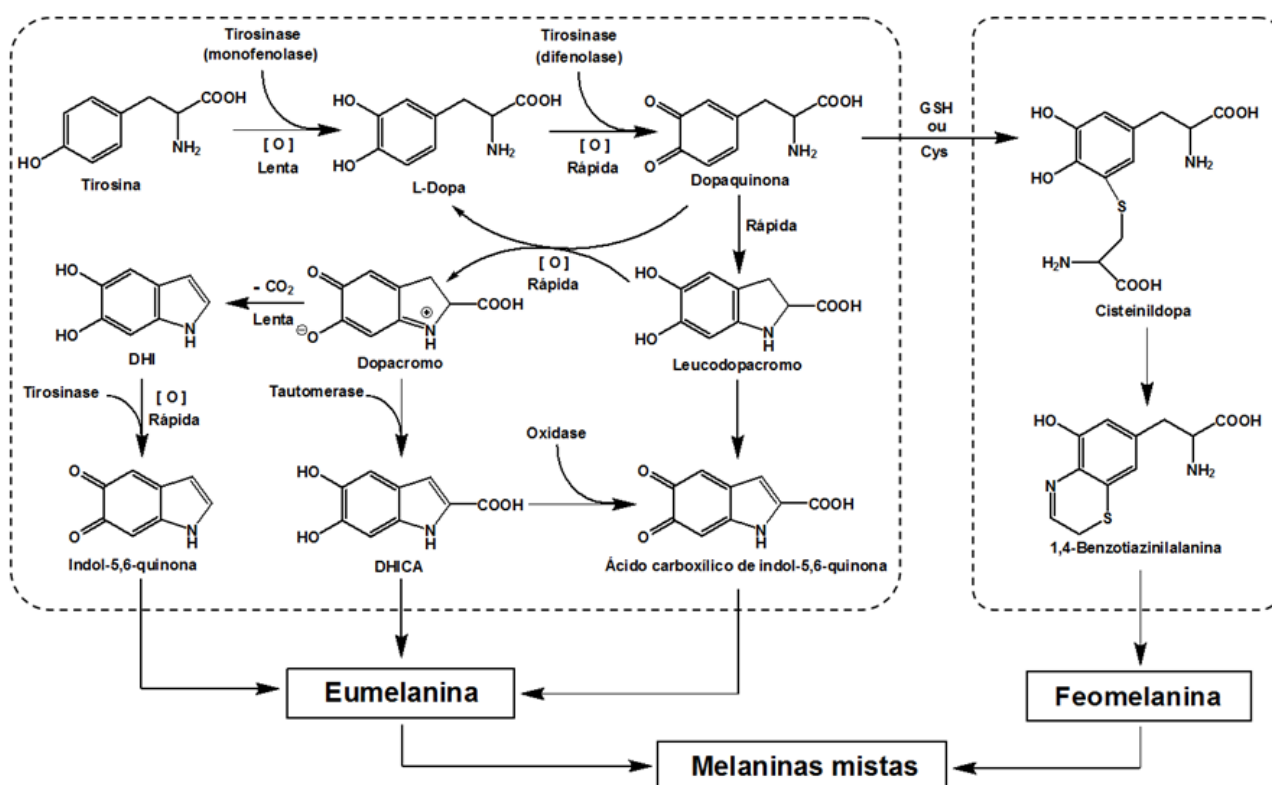 Tirosinase
(monofenolase)
Tirosinase
(difenolase)
HO
COOH
NH2
Tirosina
[ O ]
Lenta
HO
HO
COOH
NH2
L-Dopa
[ O ]
Rápida
O
O
COOH
NH2
Dopaquinona
GSH
ou
Cys
HO
HO
COOH
NH2
S
H2N
COOH
Cisteinildopa
Rápida
[ O ]
Rápida
HO
HO
N
H
DHI
- CO2
Lenta
O
⊖O
⊕
N
H
COOH
Dopacromo
HO
HO
N
H
COOH
Leucodopacromo
Tirosinase
[ O ]
Rápida
Tautomerase
Oxidase
O
O
N
H
Indol-5,6-quinona
HO
HO
N
H
COOH
DHICA
O
O
N
H
COOH
Ácido carboxílico de indol-5,6-quinona
HO
COOH
NH2
N
S
1,4-Benzotiazinilalanina
Eumelanina
Feomelanina
Melaninas mistas